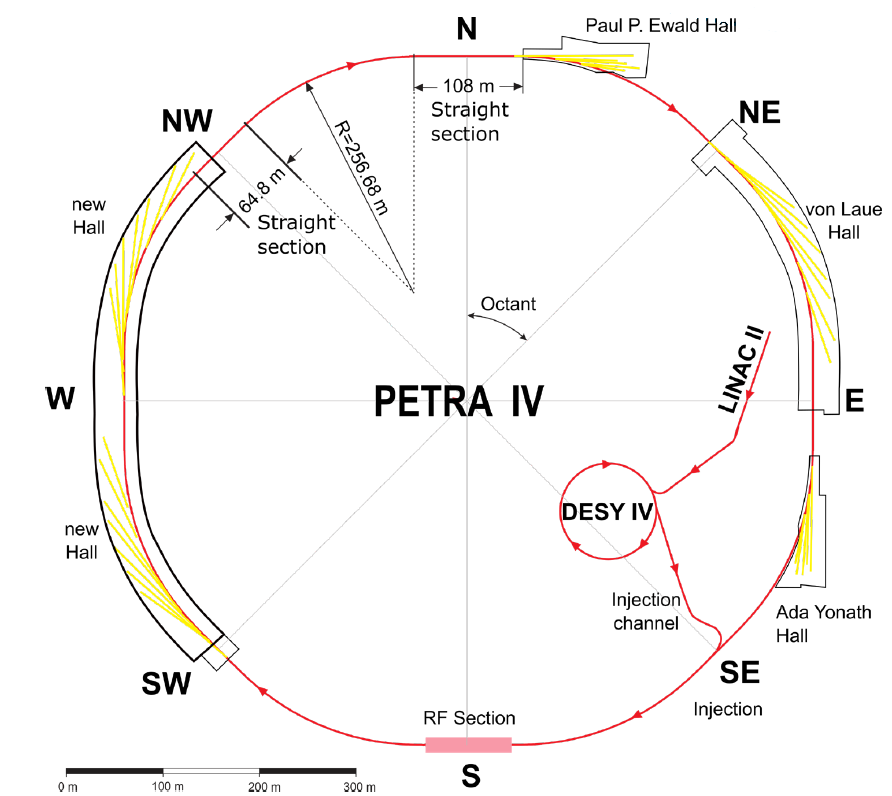 N
Paul P. Ewald Hall
108 m
Straight
section
NW
NE
R=256.68 m
64.8 m
Straight
section
new
Hall
von Laue
Hall
Octant
LINAC II
W
PETRA IV
E
DESY IV
new
Hall
Injection
channel
Ada Yonath
Hall
SW
SE
Injection
RF Section
S
0 m
100 m
200 m
300 m